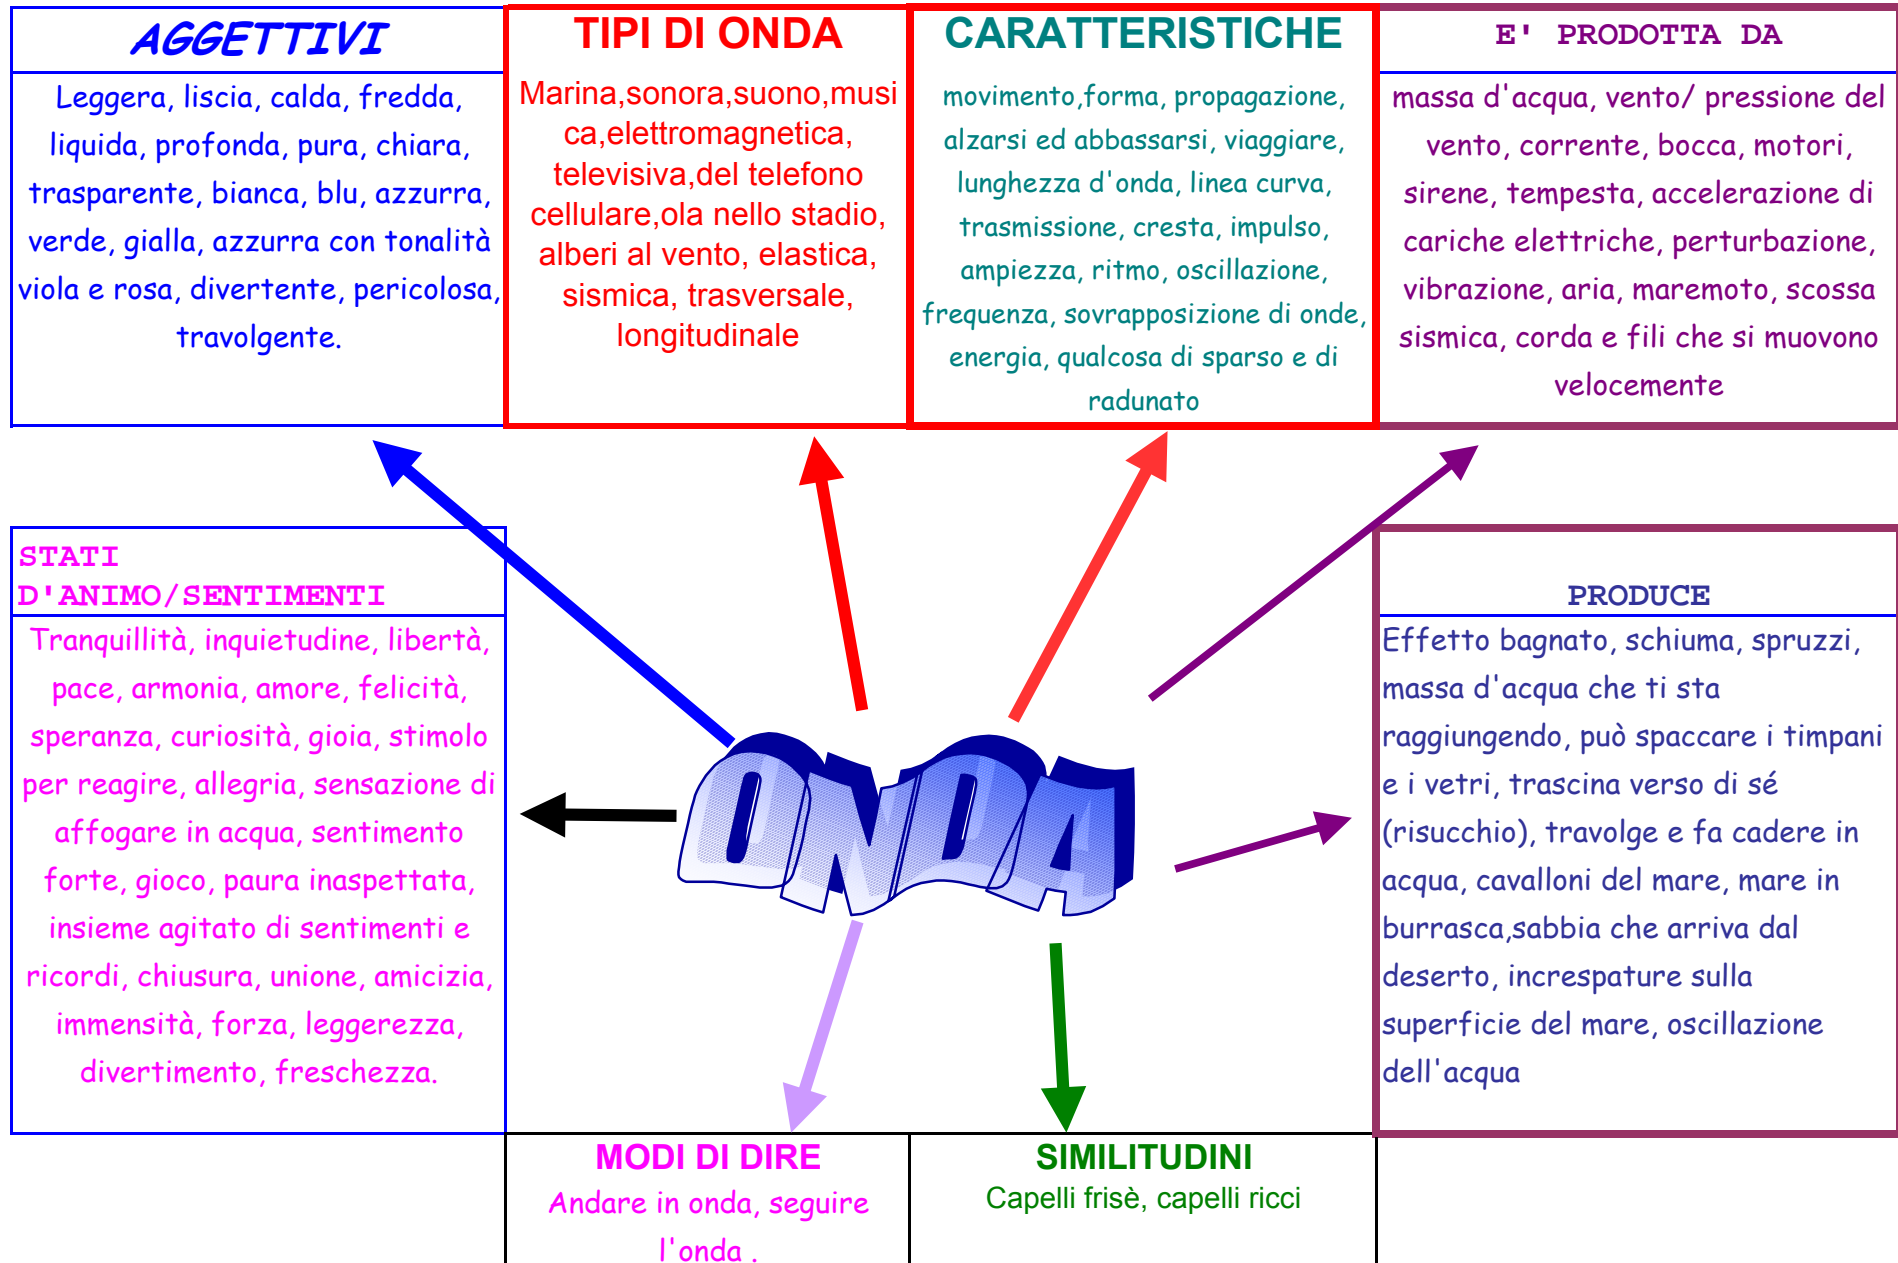 AGGETTIVI
Leggera, liscia, calda, fredda,
liquida, profonda, pura, chiara,
trasparente, bianca, blu, azzurra,
verde, gialla, azzurra con tonalità
viola e rosa, divertente, pericolosa,
travolgente.
TIPI DI ONDA
Marina,sonora,suono,musi
ca,elettromagnetica,
televisiva,del telefono
cellulare,ola nello stadio,
alberi al vento, elastica,
sismica, trasversale,
longitudinale
CARATTERISTICHE
movimento,forma, propagazione,
alzarsi ed abbassarsi, viaggiare,
lunghezza d'onda, linea curva,
trasmissione, cresta, impulso,
ampiezza, ritmo, oscillazione,
frequenza, sovrapposizione di onde,
energia, qualcosa di sparso e di
radunato
E' PRODOTTA DA
massa d'acqua, vento/ pressione del
vento, corrente, bocca, motori,
sirene, tempesta, accelerazione di
cariche elettriche, perturbazione,
vibrazione, aria, maremoto, scossa
sismica, corda e fili che si muovono
velocemente
STATI
D'ANIMO/SENTIMENTI
Tranquillità, inquietudine, libertà,
pace, armonia, amore, felicità,
speranza, curiosità, gioia, stimolo
per reagire, allegria, sensazione di
affogare in acqua, sentimento
forte, gioco, paura inaspettata,
insieme agitato di sentimenti e
ricordi, chiusura, unione, amicizia,
immensità, forza, leggerezza,
divertimento, freschezza.
ONDA
PRODUCE
Effetto bagnato, schiuma, spruzzi,
massa d'acqua che ti sta
raggiungendo, può spaccare i timpani
e i vetri, trascina verso di sé
(risucchio), travolge e fa cadere in
acqua, cavalloni del mare, mare in
burrasca,sabbia che arriva dal
deserto, increspature sulla
superficie del mare, oscillazione
dell'acqua
MODI DI DIRE
Andare in onda, seguire
l'onda .
SIMILITUDINI
Capelli frisè, capelli ricci